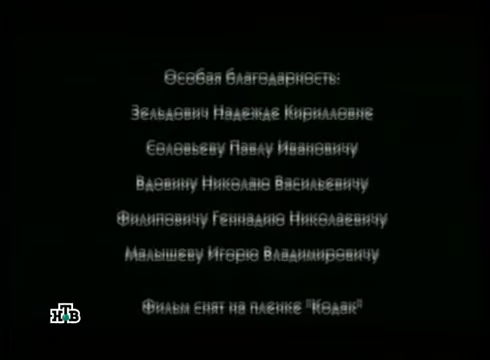 Особая благодарность:
Зельдович Надежде Кирилловне
Соловьеву Павлу Ивановичу
Вдовину Николаю Васильевичу
Филиповичу Геннадию Николаевичу
Малышеву Игорю Владимировичу
Фильм снят на пленке "Кодак"
НТВ